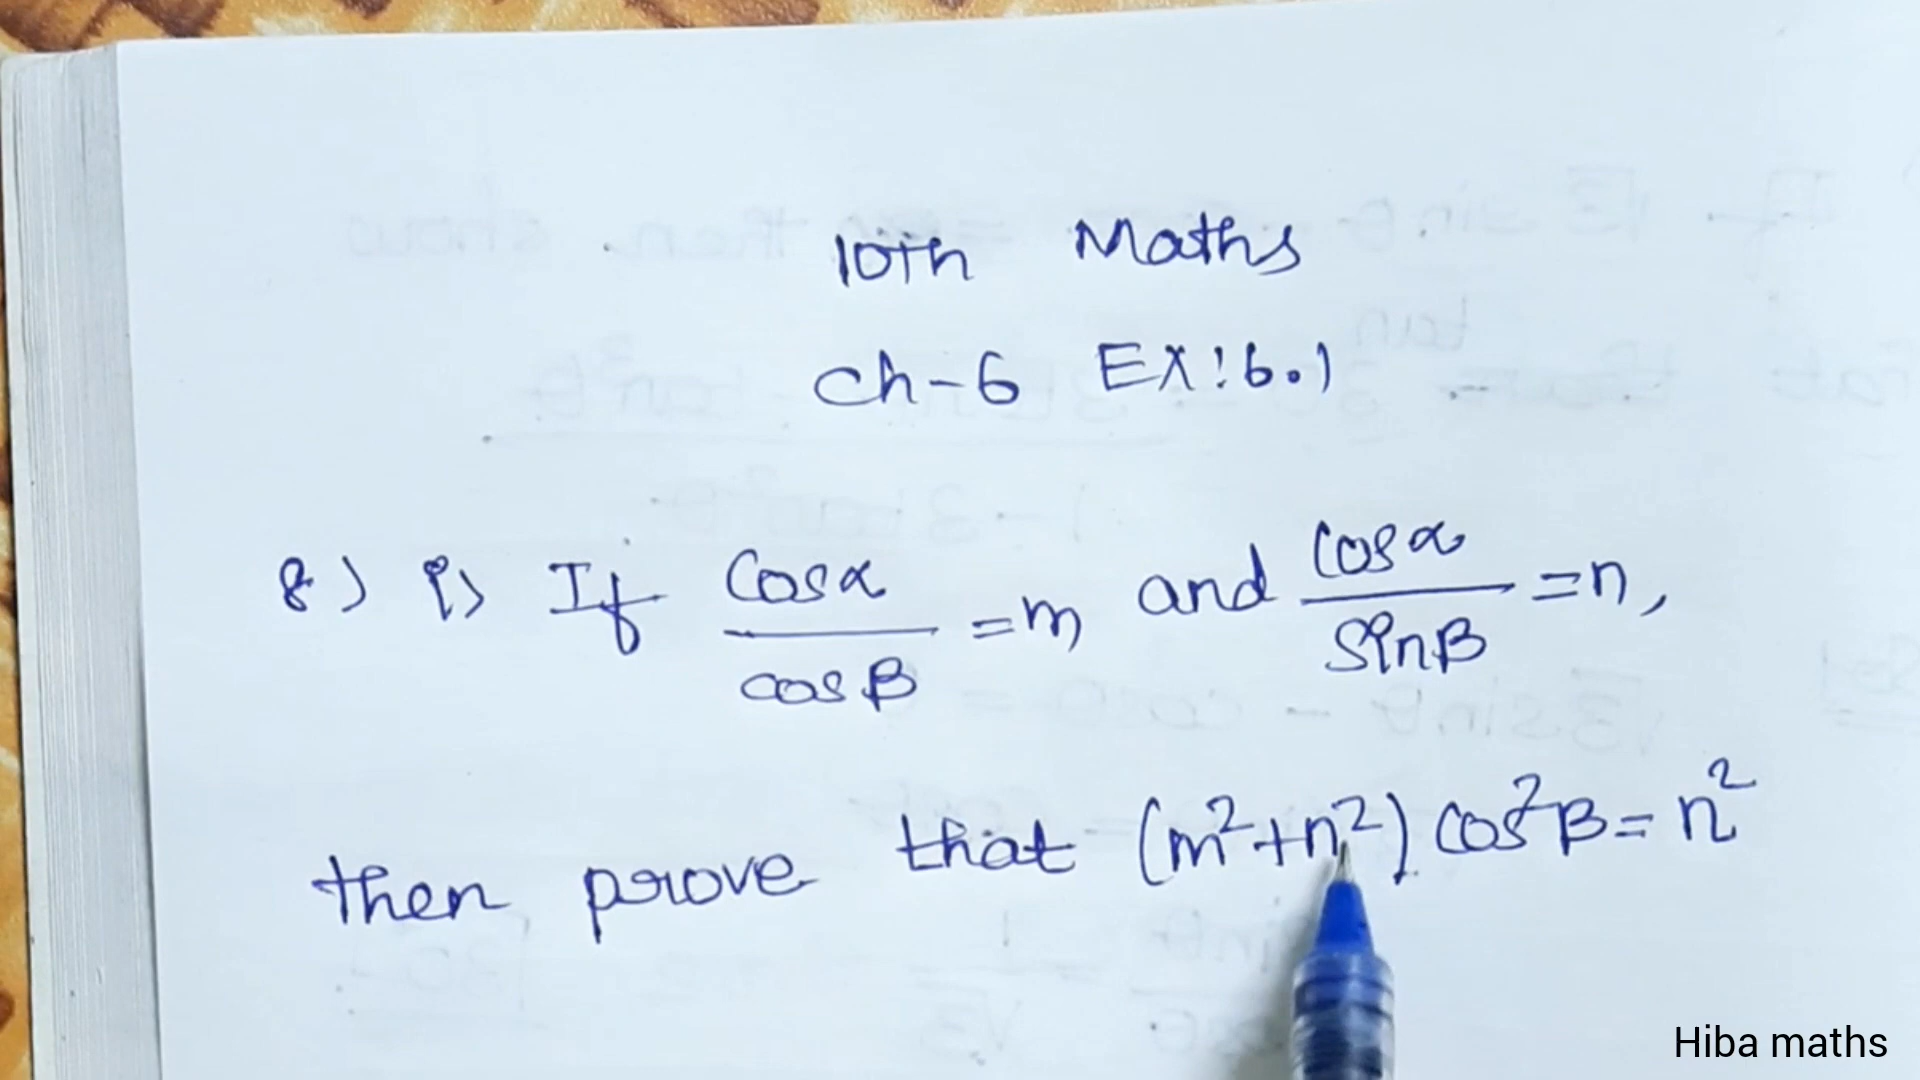 10th Maths
Ch-6 EX:6.1
8) i) If cosα/cosβ = m and cosα/sinβ = n,
then prove that (m²+n²) cos²β = n²
Hiba maths